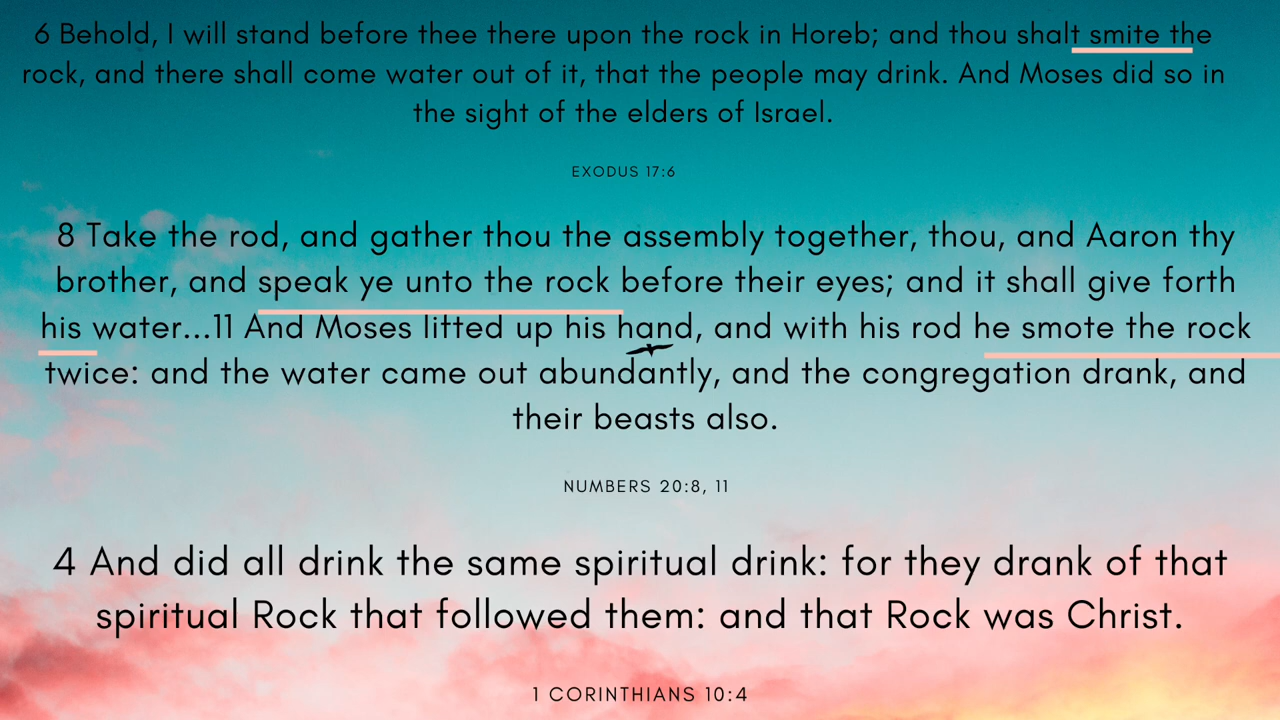 6 Behold, I will stand before thee there upon the rock in Horeb; and thou shalt smite the
rock, and there shall come water out of it, that the people may drink. And Moses did so in
the sight of the elders of Israel.
EXODUS 17:6
8 Take the rod, and gather thou the assembly together, thou, and Aaron thy
brother, and speak ye unto the rock before their eyes; and it shall give forth
his water...11 And Moses litted up his hand, and with his rod he smote the rock
twice: and the water came out abundantly, and the congregation drank, and
their beasts also.
NUMBERS 20:8, 11
4 And did all drink the same spiritual drink: for they drank of that
spiritual Rock that followed them: and that Rock was Christ.
1 CORINTHIANS 10:4